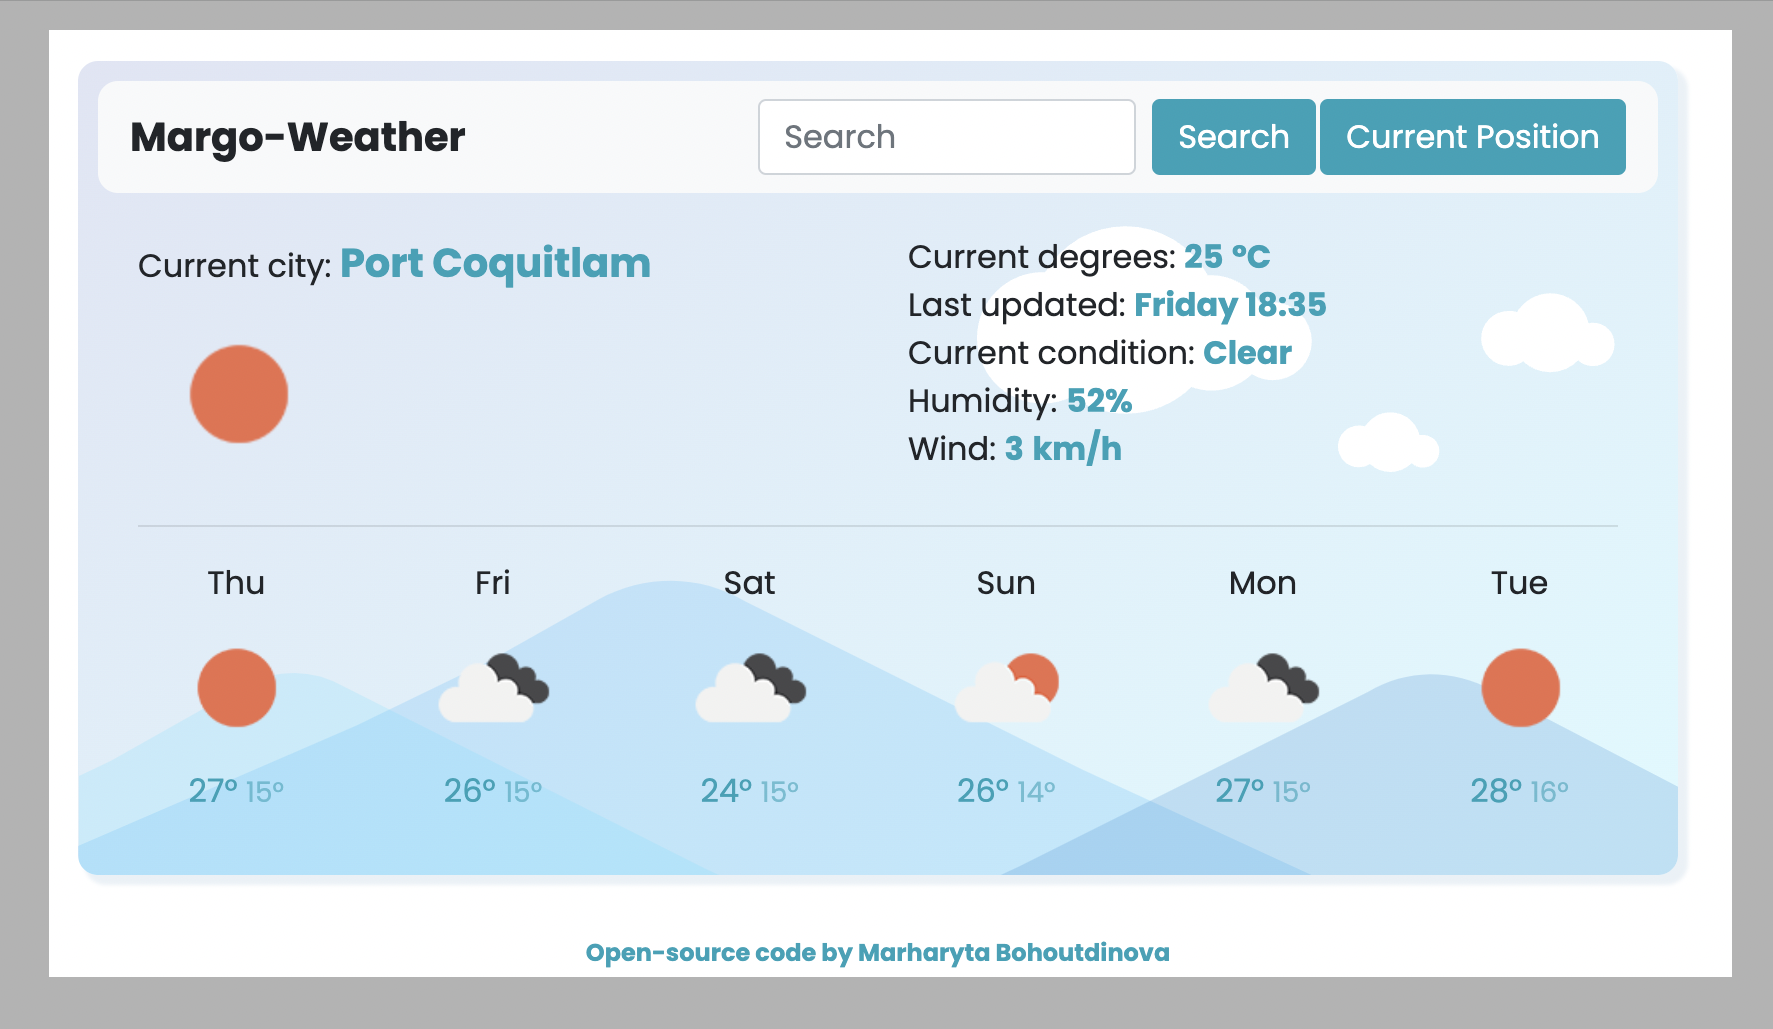 Margo-Weather
Search
Search
Current Position
Current city: Port Coquitlam
Current degrees: 25 °C
Last updated: Friday 18:35
Current condition: Clear
Humidity: 52%
Wind: 3 km/h
Thu Fri Sat Sun Mon Tue
27° 15° 26° 15° 24° 15° 26° 14° 27° 15° 28° 16°
Open-source code by Marharyta Bohoutdinova